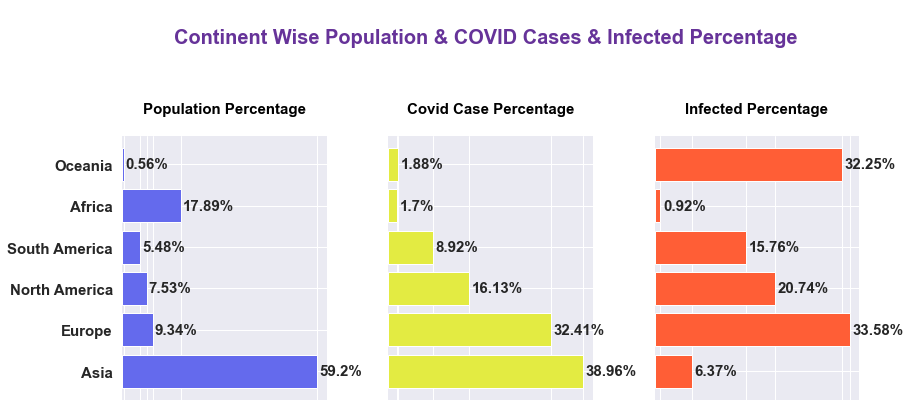 Continent Wise Population & COVID Cases & Infected Percentage
Population Percentage
Covid Case Percentage
Infected Percentage
Oceania 0.56% 1.88% 32.25%
Africa 17.89% 1.7% 0.92%
South America 5.48% 8.92% 15.76%
North America 7.53% 16.13% 20.74%
Europe 9.34% 32.41% 33.58%
Asia 59.2% 38.96% 6.37%